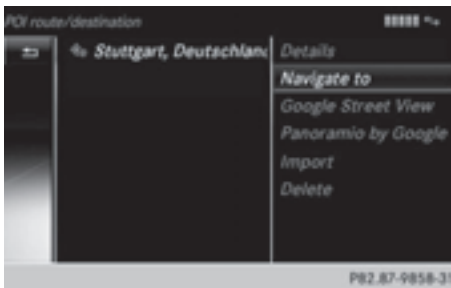 POI route/destination
Stuttgart, Deutschland
Details
Navigate to
Google Street View
Panoramio by Google
Import
Delete
P82.87-9858-31